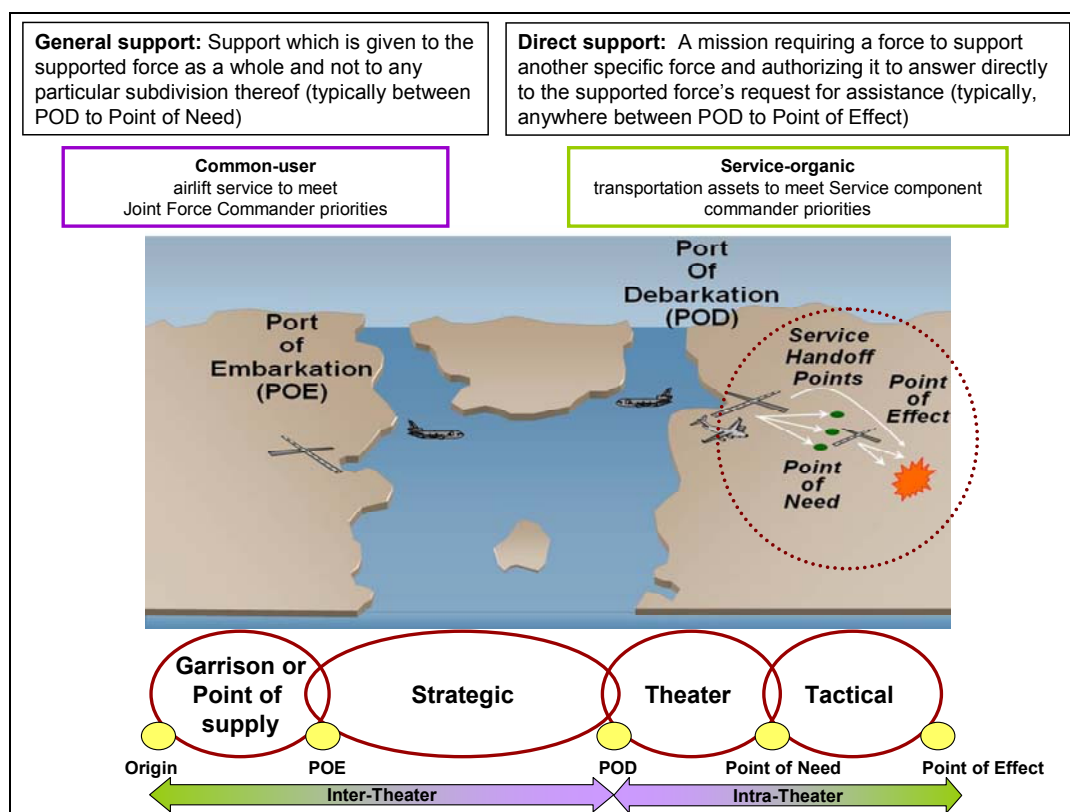 General support: Support which is given to the
supported force as a whole and not to any
particular subdivision thereof (typically between
POD to Point of Need)
Direct support: A mission requiring a force to support
another specific force and authorizing it to answer directly
to the supported force's request for assistance (typically,
anywhere between POD to Point of Effect)
Common-user
airlift service to meet
Joint Force Commander priorities
Service-organic
transportation assets to meet Service component
commander priorities
Port
of
Embarkation
(POE)
Port
Of
Debarkation
(POD)
Service
Handoff
Points
Point
of
Effect
Point
of
Need
Garrison or
Point of
supply
Strategic
Theater
Tactical
Origin
POE
POD
Point of Need
Point of Effect
Inter-Theater
Intra-Theater